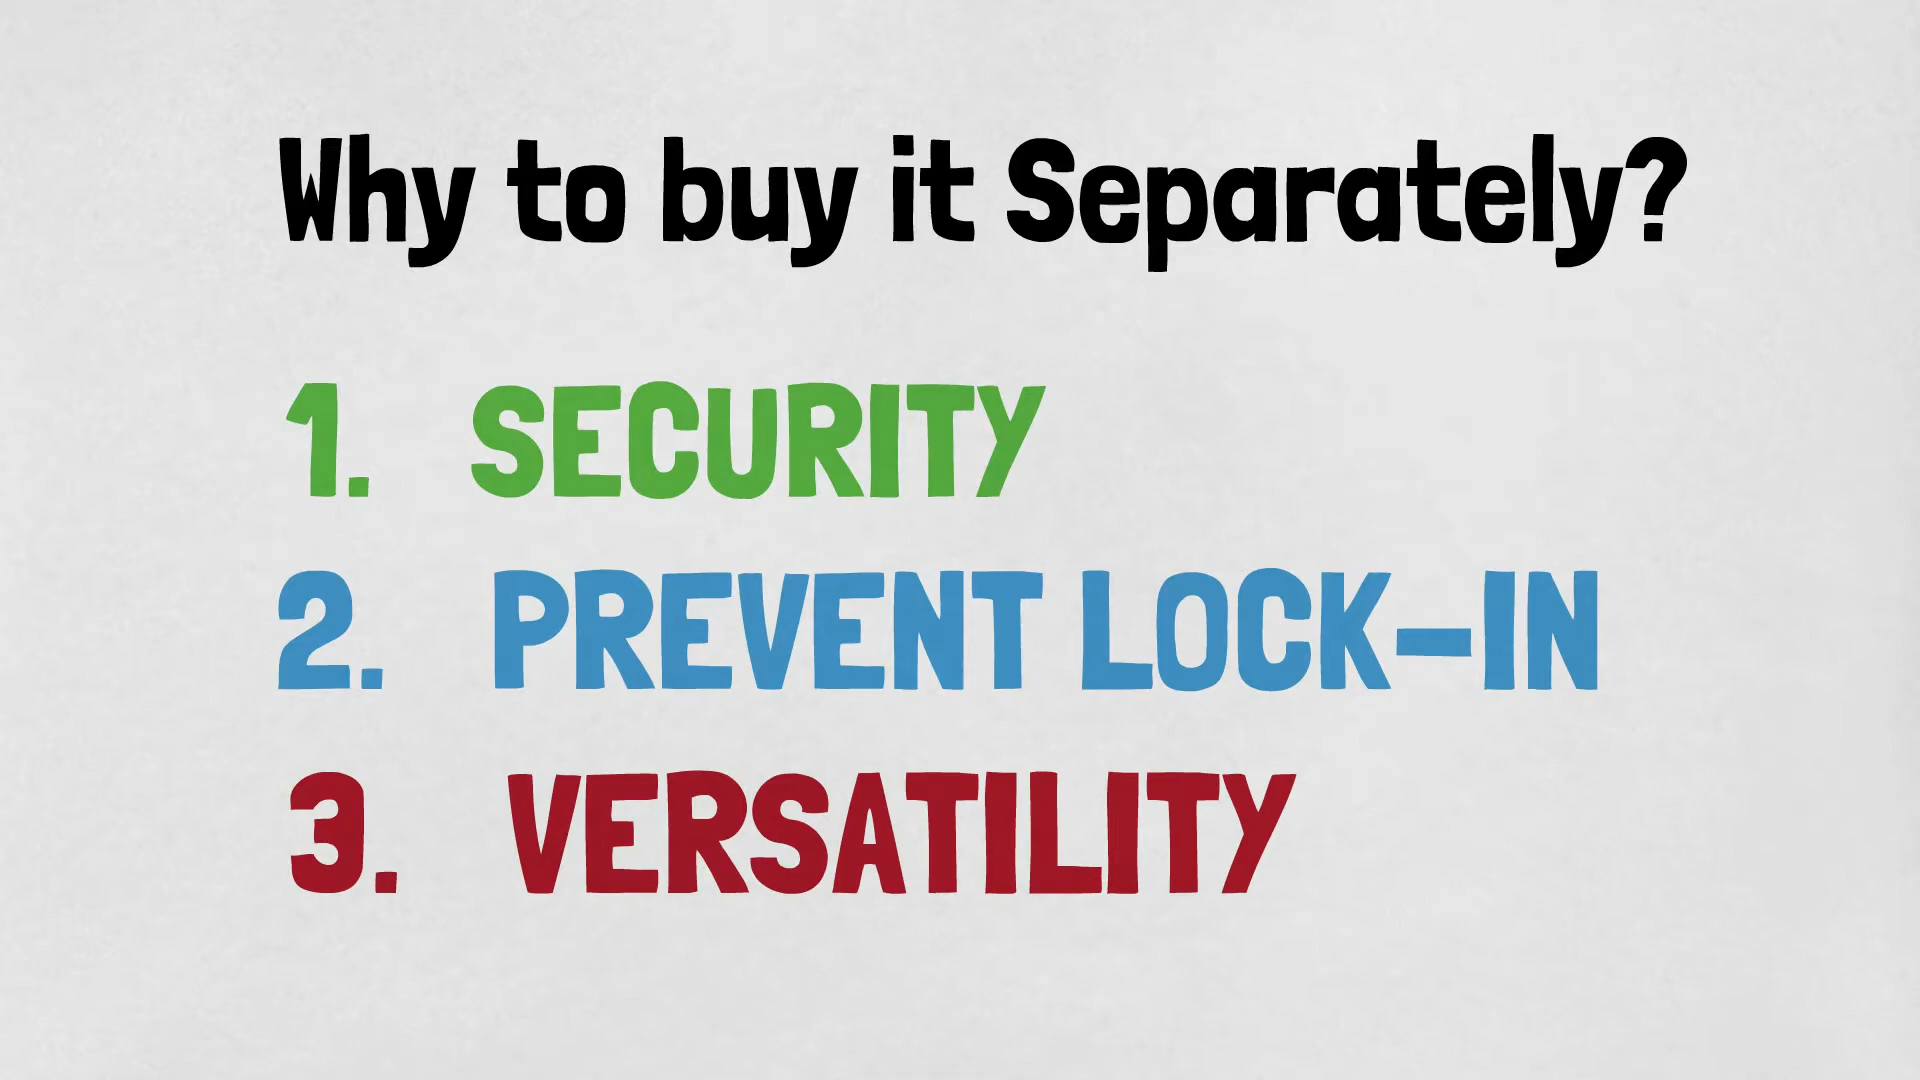 Why to buy it Separately?
1. SECURITY
2. PREVENT LOCK-IN
3. VERSATILITY